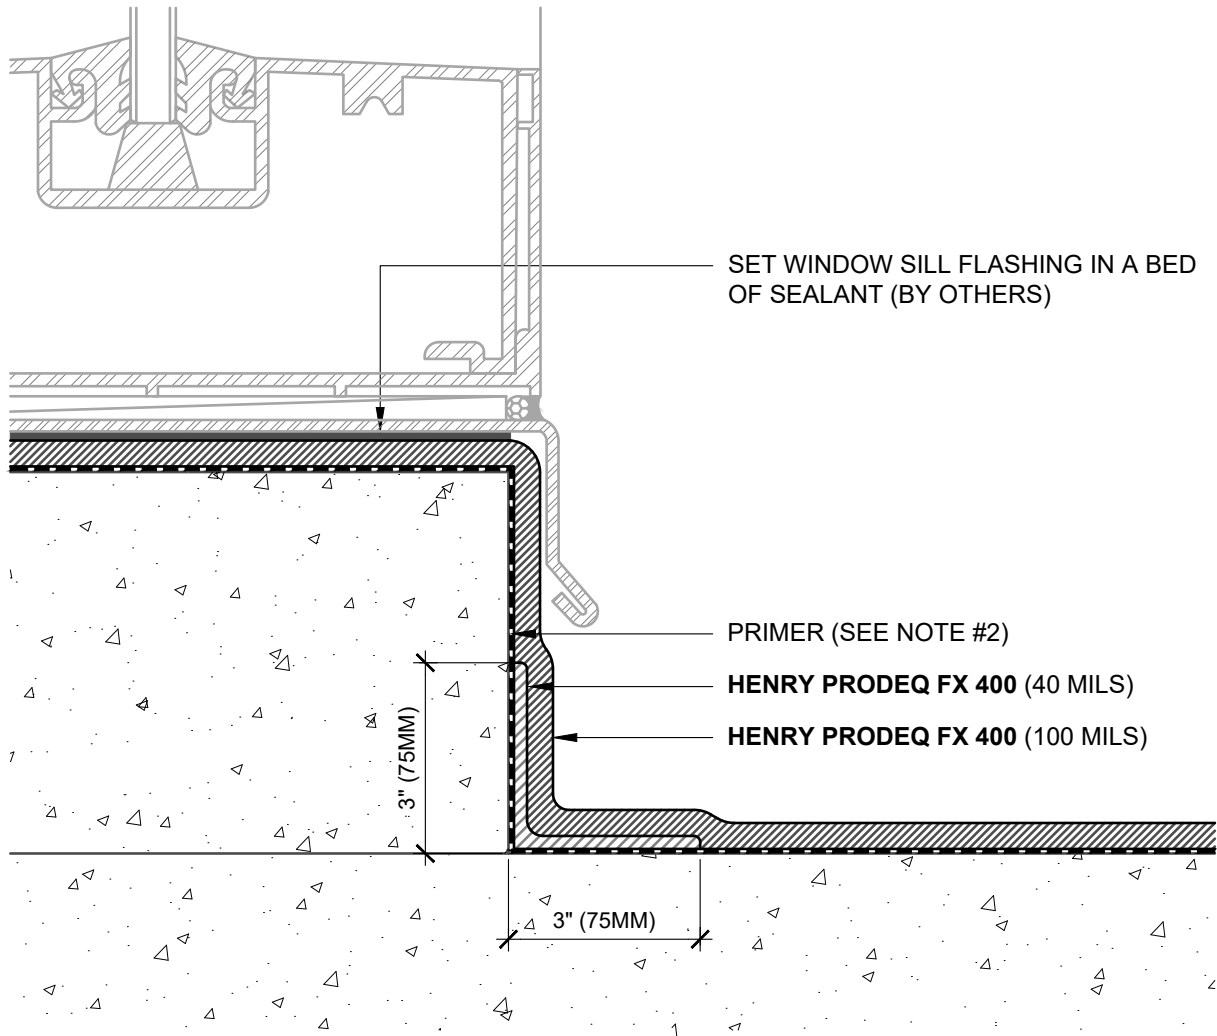 SET WINDOW SILL FLASHING IN A BED
OF SEALANT (BY OTHERS)
PRIMER (SEE NOTE #2)
HENRY PRODEQ FX 400 (40 MILS)
HENRY PRODEQ FX 400 (100 MILS)
3" (75MM)
3" (75MM)